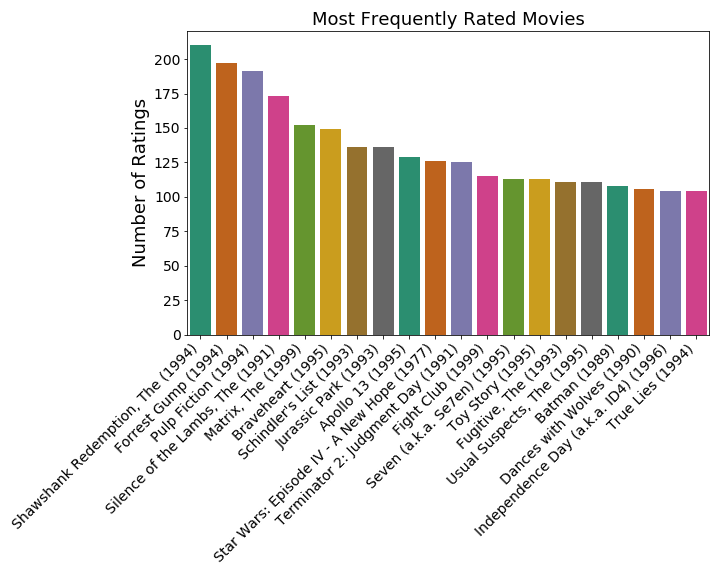 Most Frequently Rated Movies
Number of Ratings
200
175
150
125
100
75
50
25
0
Shawshank Redemption, The (1994)
Forrest Gump (1994)
Pulp Fiction (1994)
Silence of the Lambs, The (1991)
Matrix, The (1999)
Braveheart (1995)
Schindler's List (1993)
Jurassic Park (1993)
Apollo 13 (1995)
Star Wars: Episode IV - A New Hope (1977)
Terminator 2: Judgment Day (1991)
Fight Club (1999)
Seven (a.k.a. Se7en) (1995)
Toy Story (1995)
Fugitive, The (1993)
Usual Suspects, The (1995)
Batman (1989)
Dances with Wolves (1990)
Independence Day (a.k.a. ID4) (1996)
True Lies (1994)